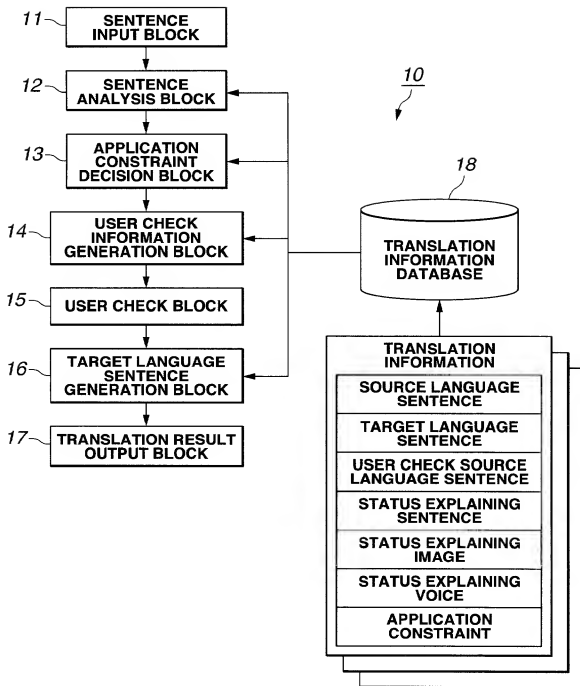 11
SENTENCE
INPUT BLOCK
12
SENTENCE
ANALYSIS BLOCK
13
APPLICATION
CONSTRAINT
DECISION BLOCK
14
USER CHECK
INFORMATION
GENERATION BLOCK
15
USER CHECK BLOCK
16
TARGET LANGUAGE
SENTENCE
GENERATION BLOCK
17
TRANSLATION RESULT
OUTPUT BLOCK
10
18
TRANSLATION
INFORMATION
DATABASE
TRANSLATION
INFORMATION
SOURCE LANGUAGE
SENTENCE
TARGET LANGUAGE
SENTENCE
USER CHECK SOURCE
LANGUAGE SENTENCE
STATUS EXPLAINING
SENTENCE
STATUS EXPLAINING
IMAGE
STATUS EXPLAINING
VOICE
APPLICATION
CONSTRAINT